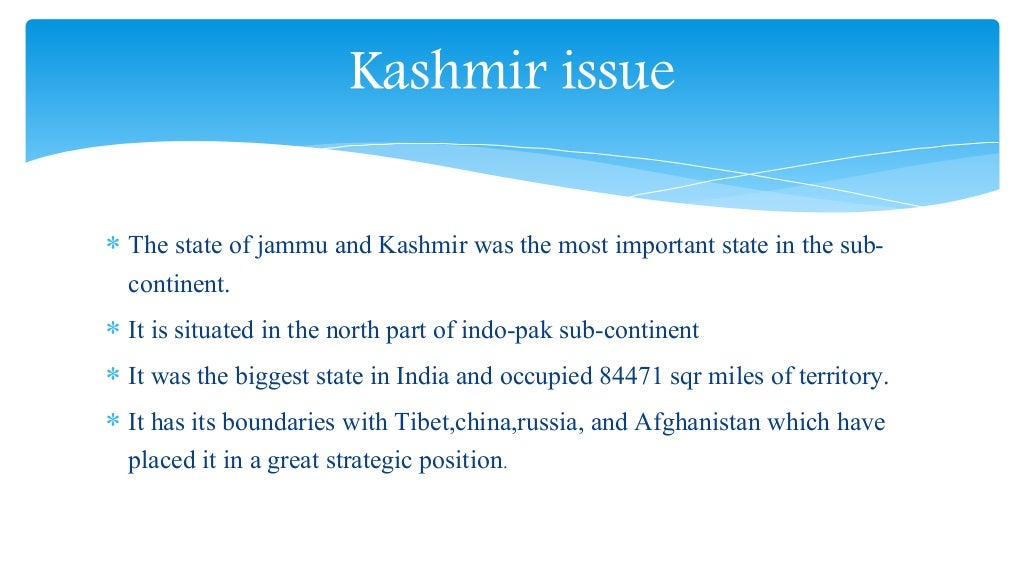 Kashmir issue
The state of jammu and Kashmir was the most important state in the sub-
continent.
It is situated in the north part of indo-pak sub-continent
It was the biggest state in India and occupied 84471 sqr miles of territory.
It has its boundaries with Tibet,china,russia, and Afghanistan which have
placed it in a great strategic position.